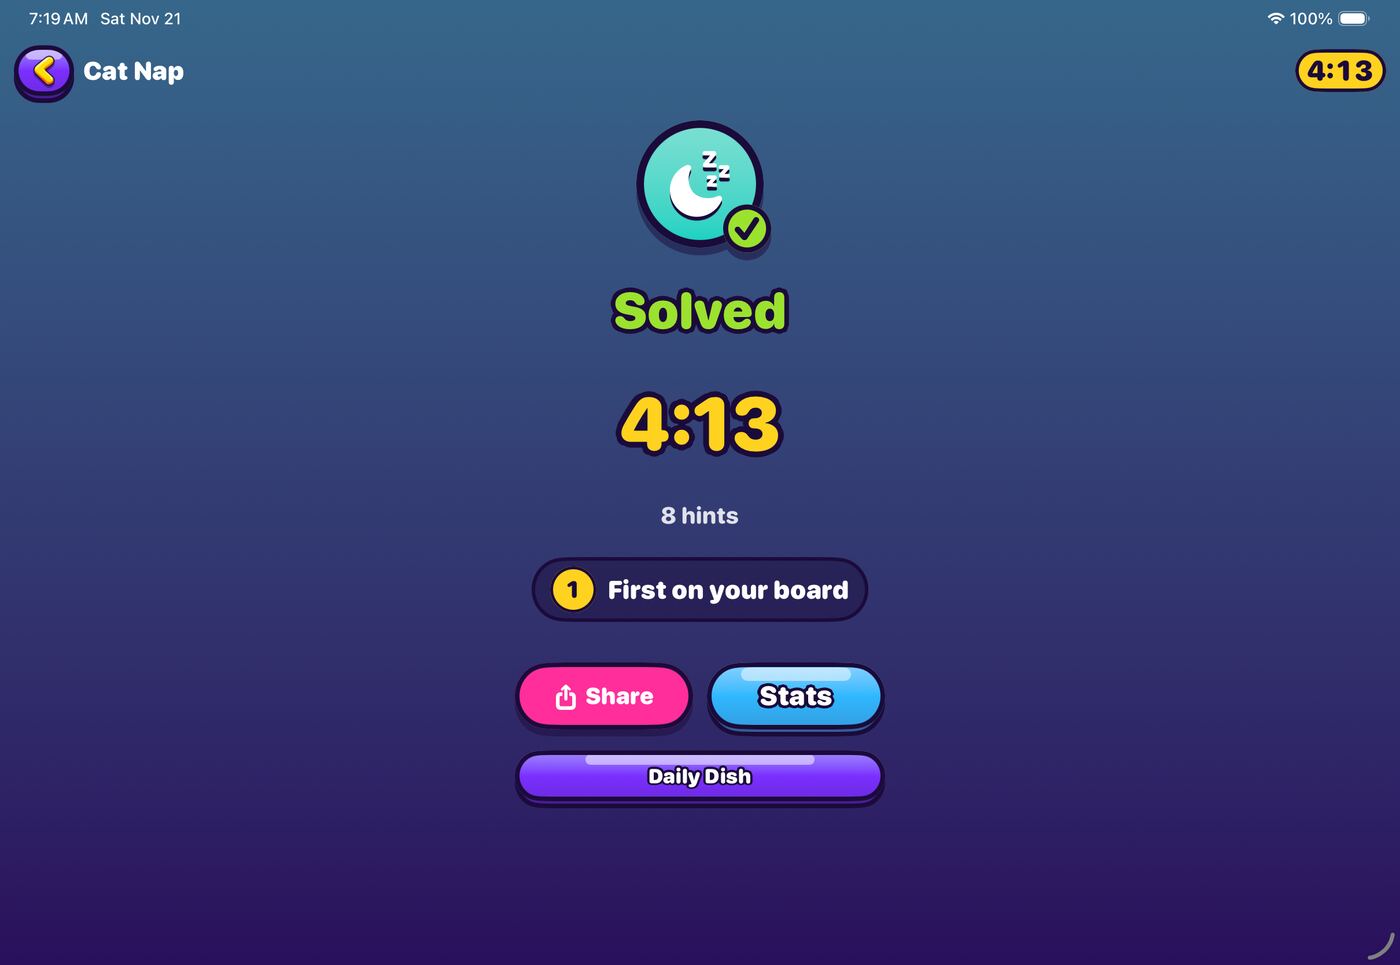 7:19 AM Sat Nov 21
100%
Cat Nap
4:13
zzzz
Solved
4:13
8 hints
1 First on your board
Share
Stats
Daily Dish